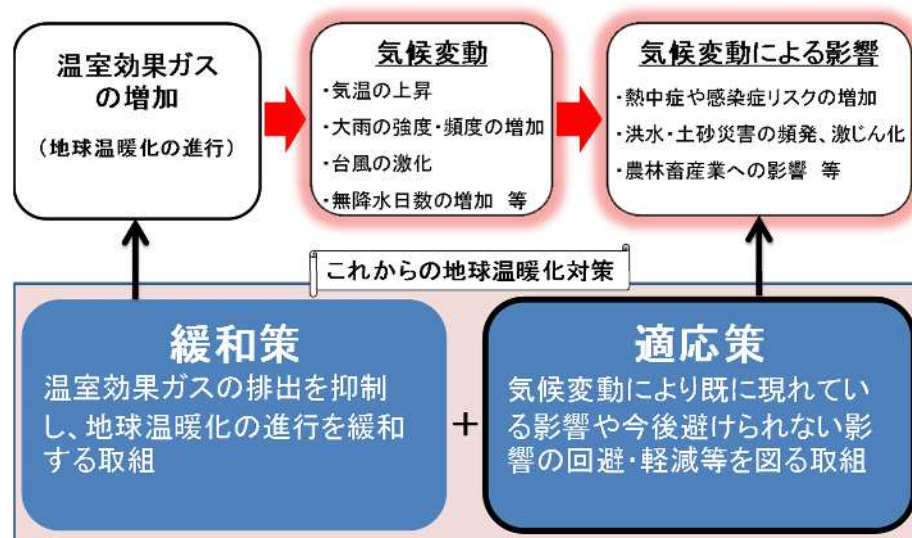 温室効果ガス
の増加
（地球温暖化の進行）
気候変動
・気温の上昇
・大雨の強度・頻度の増加
・台風の激化
・無降水日数の増加 等
気候変動による影響
・熱中症や感染症リスクの増加
・洪水・土砂災害の頻発、激じん化
・農林畜産業への影響 等
これからの地球温暖化対策
緩和策
温室効果ガスの排出を抑制
し、地球温暖化の進行を緩和
する取組
＋
適応策
気候変動により既に現れてい
る影響や今後避けられない影
響の回避・軽減等を図る取組